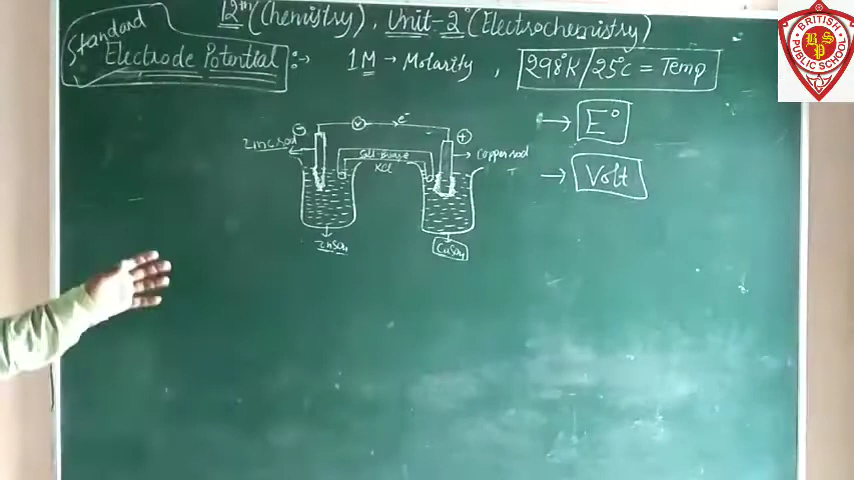 12th (Chemistry), Unit-2° (Electrochemistry)
Standard
Electrode Potential :→ 1M → Molarity, 298°K/25°C = Temp
→ E°
→ Volt
⊖ V → e⁻ ⊕
Zinc rod
Salt Bridge
KCl
→ Copper rod
ZnSO4
CuSO4
BRITISH
BSP
PUBLIC SCHOOL